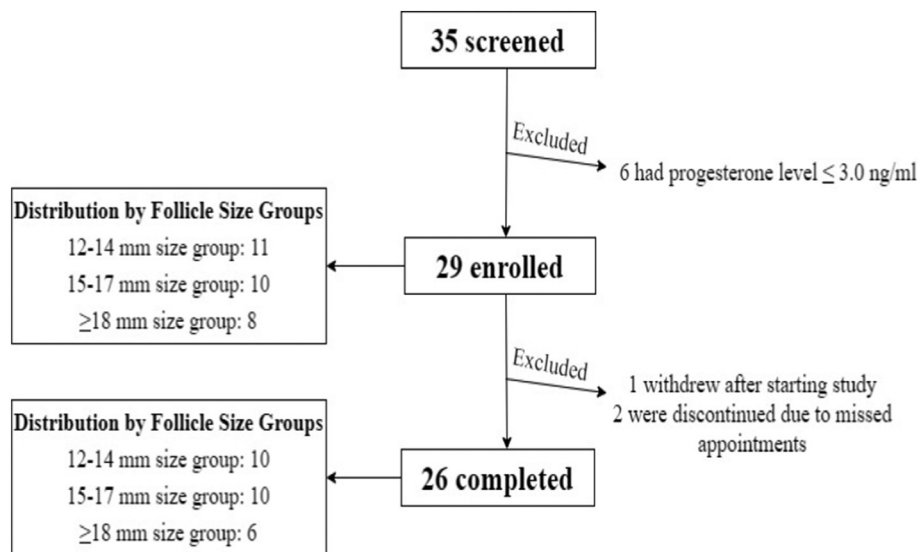 35 screened
Excluded
6 had progesterone level ≤ 3.0 ng/ml
Distribution by Follicle Size Groups
12-14 mm size group: 11
15-17 mm size group: 10
≥18 mm size group: 8
29 enrolled
Excluded
1 withdrew after starting study
2 were discontinued due to missed
appointments
Distribution by Follicle Size Groups
12-14 mm size group: 10
15-17 mm size group: 10
≥18 mm size group: 6
26 completed